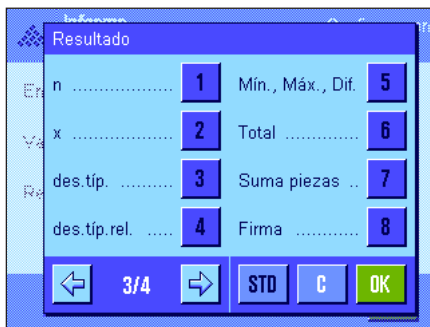 Informe
Resultado
n ............ 1
x ............ 2
des.típ. .......... 3
des.típ.rel. ..... 4
Mín., Máx., Dif. 5
Total ............. 6
Suma piezas .. 7
Firma ............ 8
3/4
STD C OK